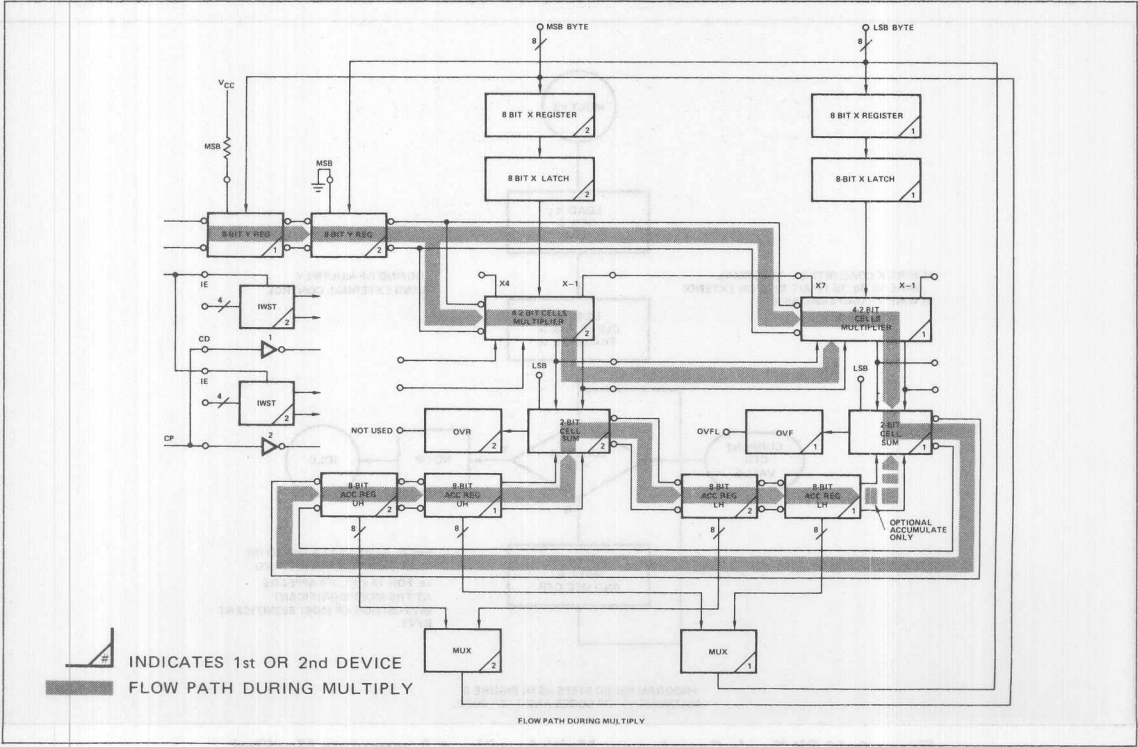 MSB BYTE
LSB BYTE
8
8
VCC
MSB
MSB
8 BIT X REGISTER
2
8 BIT X REGISTER
1
8 BIT X LATCH
2
8-BIT X LATCH
1
8-BIT Y REG
1
8-BIT Y REG
2
IE
4
IWST
2
CD
1
IE
4
IWST
2
CP
2
X4
X-1
4-2 BIT CELLS
MULTIPLIER
2
X7
X-1
4-2 BIT
CELLS
MULTIPLIER
1
LSB
LSB
NOT USED
OVR
2
2-BIT
CELL
SUM
2
OVFL
OVF
1
2-BIT
CELL
SUM
1
8-BIT
ACC REG
UH
2
8-BIT
ACC REG
UH
1
8-BIT
ACC REG
LH
2
8-BIT
ACC REG
LH
1
OPTIONAL
ACCUMULATE
ONLY
8
8
8
8
MUX
2
MUX
1
# INDICATES 1st OR 2nd DEVICE
FLOW PATH DURING MULTIPLY
FLOW PATH DURING MULTIPLY